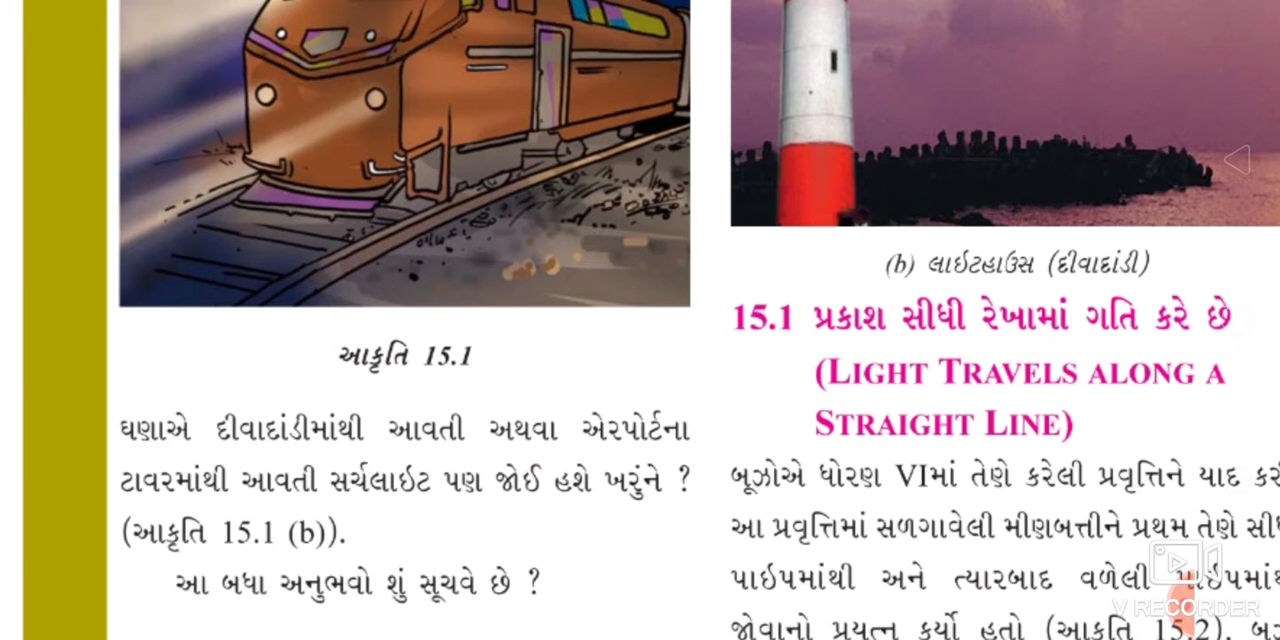 આકૃતિ 15.1
ઘણાએ દીવાદાંડીમાંથી આવતી અથવા એરપોર્ટના
ટાવરમાંથી આવતી સર્ચલાઇટ પણ જોઈ હશે ખરુંને ?
(આકૃતિ 15.1 (b)).
આ બધા અનુભવો શું સૂચવે છે ?
(b) લાઇટહાઉસ (દીવાદાંડી)
15.1 પ્રકાશ સીધી રેખામાં ગતિ કરે છે
(LIGHT TRAVELS ALONG A
STRAIGHT LINE)
બૂઝોએ ધોરણ VIમાં તેણે કરેલી પ્રવૃત્તિને યાદ
આ પ્રવૃત્તિમાં સળગાવેલી મીણબત્તીને પ્રથમ તેણે
પાઇપમાંથી અને ત્યારબાદ વળેલી
જોવાનો પ્રયત્ન કર્યો હતો (આકૃતિ 15.2).
V RECORDER